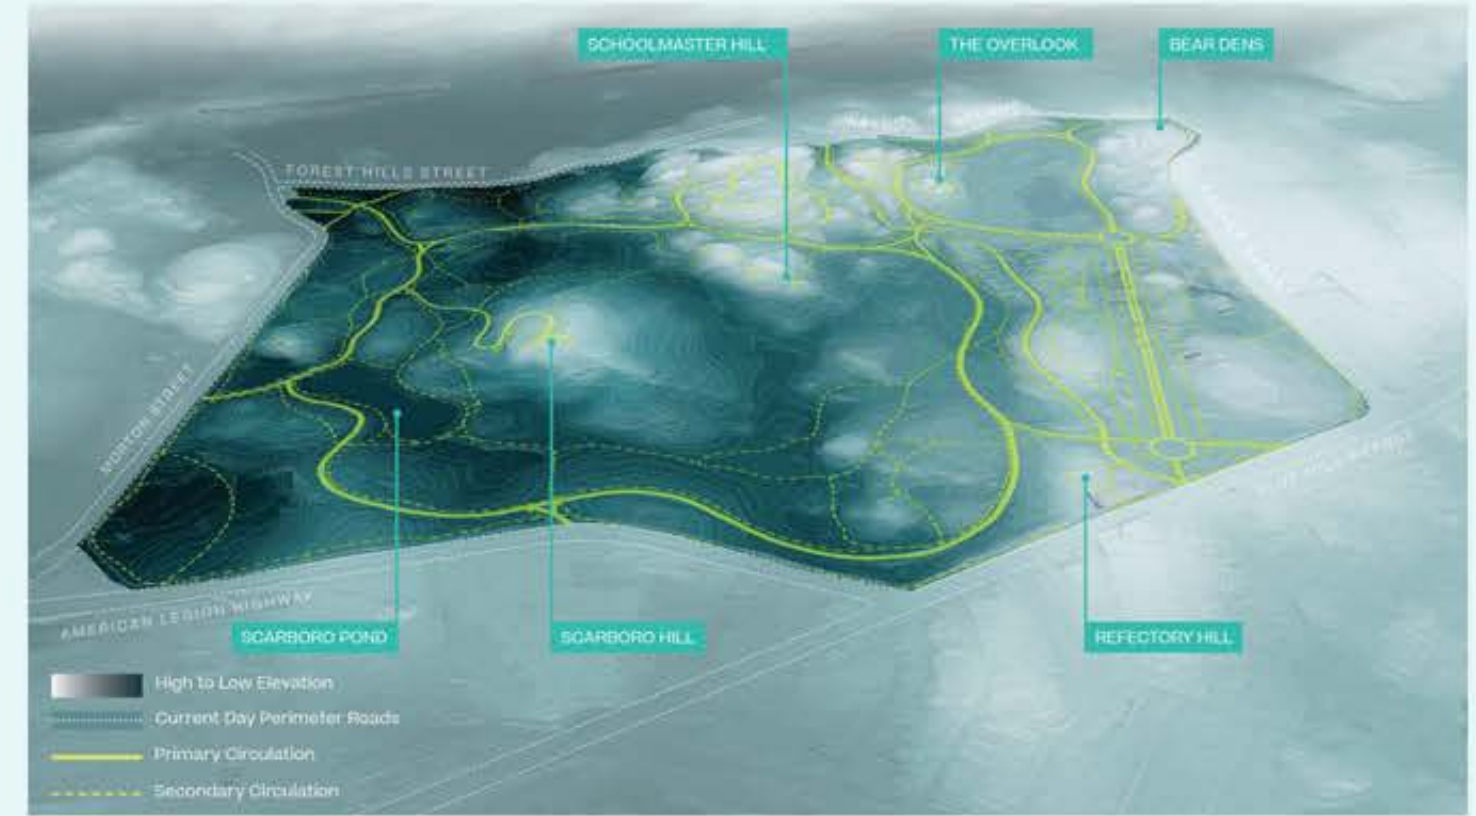 SCHOOLMASTER HILL
THE OVERLOOK
BEAR DENS
FOREST HILLS STREET
MORTON STREET
AMERICAN LEGION HIGHWAY
SCARBORO POND
SCARBORO HILL
REFECTORY HILL
High to Low Elevation
Current Day Perimeter Roads
Primary Circulation
Secondary Circulation